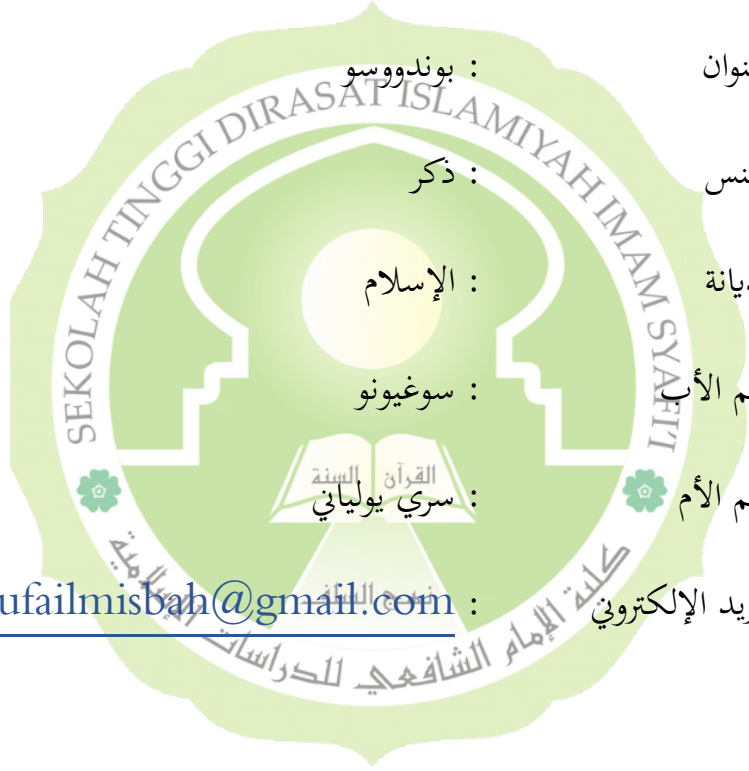 نوان : بوندووسو
نس : ذكر
يانة : الإسلام
م الأب : سوغيونو
م الأم : سري يولياني
ريد الإلكتروني : ufailmisbah@gmail.com
SEKOLAH TINGGI DIRASAT ISLAMIYAH IMAM SYAFI'I
القرآن السنة
كلية الإمام الشافعي للدراسات الإسلامية